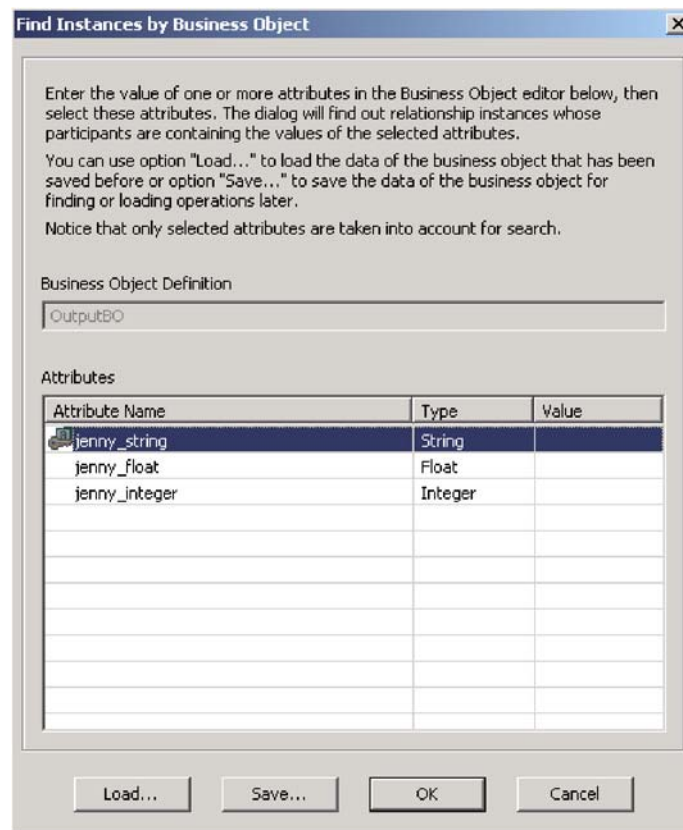 Find Instances by Business Object
Enter the value of one or more attributes in the Business Object editor below, then
select these attributes. The dialog will find out relationship instances whose
participants are containing the values of the selected attributes.
You can use option "Load..." to load the data of the business object that has been
saved before or option "Save..." to save the data of the business object for
finding or loading operations later.
Notice that only selected attributes are taken into account for search.
Business Object Definition
OutputBO
Attributes
Attribute Name Type Value
jenny_string String
jenny_float Float
jenny_integer Integer
Load... Save... OK Cancel